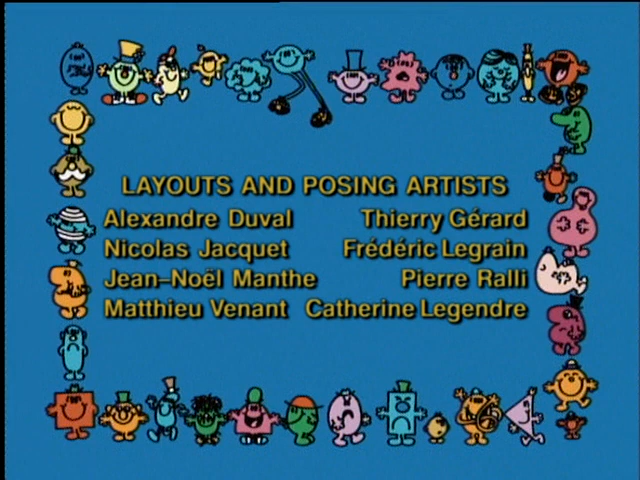 LAYOUTS AND POSING ARTISTS
Alexandre Duval Thierry Gérard
Nicolas Jacquet Frédéric Legrain
Jean-Noël Manthe Pierre Ralli
Matthieu Venant Catherine Legendre